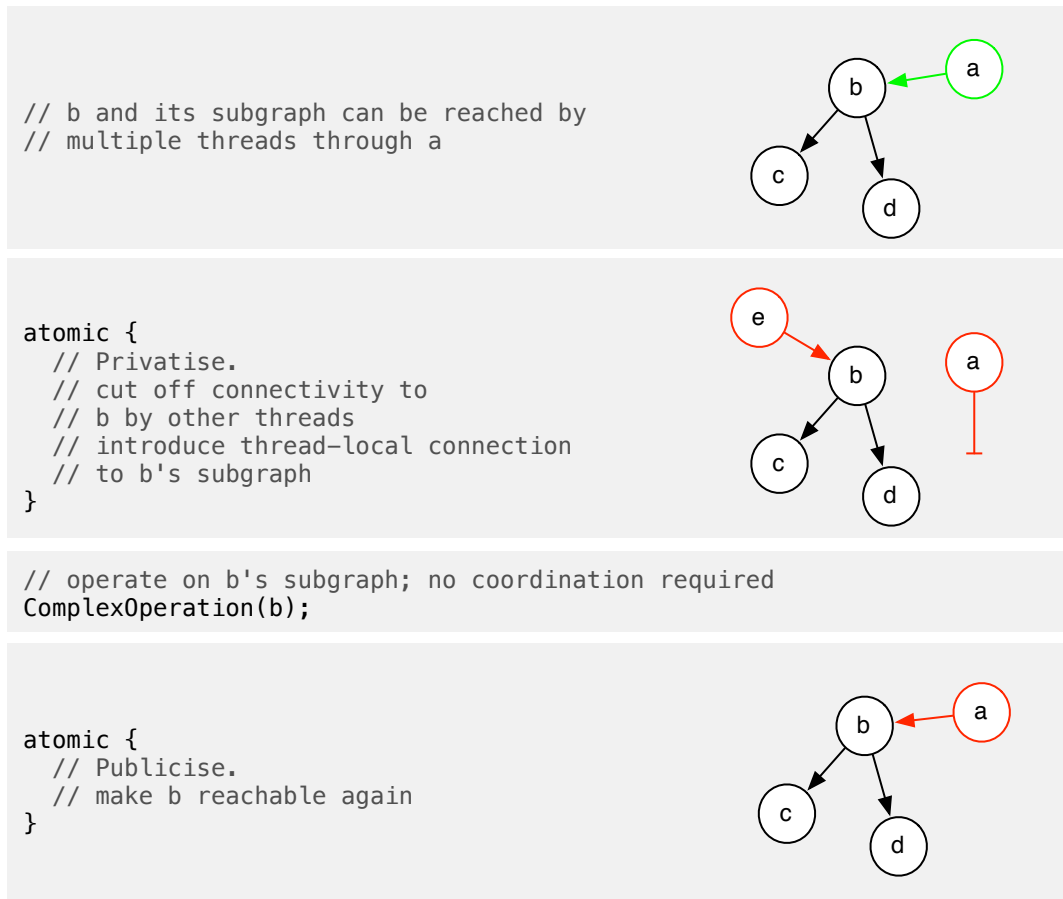 a
b
// b and its subgraph can be reached by
// multiple threads through a
c
d
e
atomic {
// Privatise.
b
a
// cut off connectivity to
// b by other threads
// introduce thread-local connection
c
// to b's subgraph
d
}
// operate on b's subgraph; no coordination required
ComplexOperation(b);
a
b
atomic {
// Publicise.
// make b reachable again
c
}
d